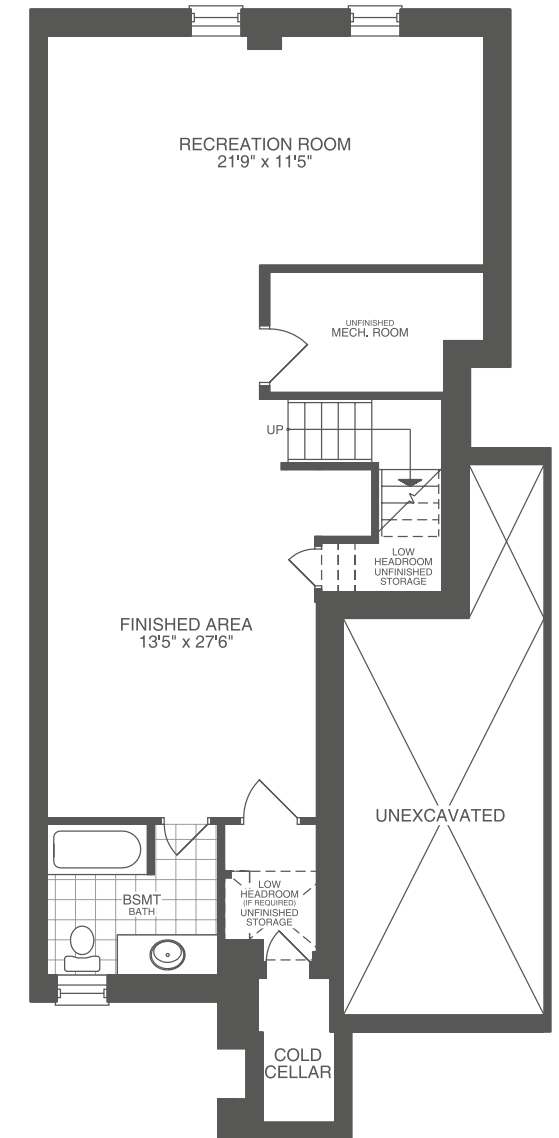 RECREATION ROOM
21'9" x 11'5"
UNFINISHED
MECH. ROOM
UP
LOW
HEADROOM
UNFINISHED
STORAGE
FINISHED AREA
13'5" x 27'6"
UNEXCAVATED
BSMT
BATH
LOW
HEADROOM
(IF REQUIRED)
UNFINISHED
STORAGE
COLD
CELLAR